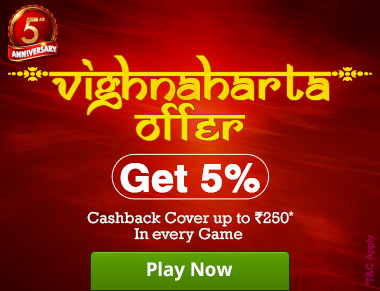 5TH
ANNIVERSARY
Vighnaharta
Offer
Get 5%
Cashback Cover up to ₹250*
In every Game
Play Now
*T&C Apply